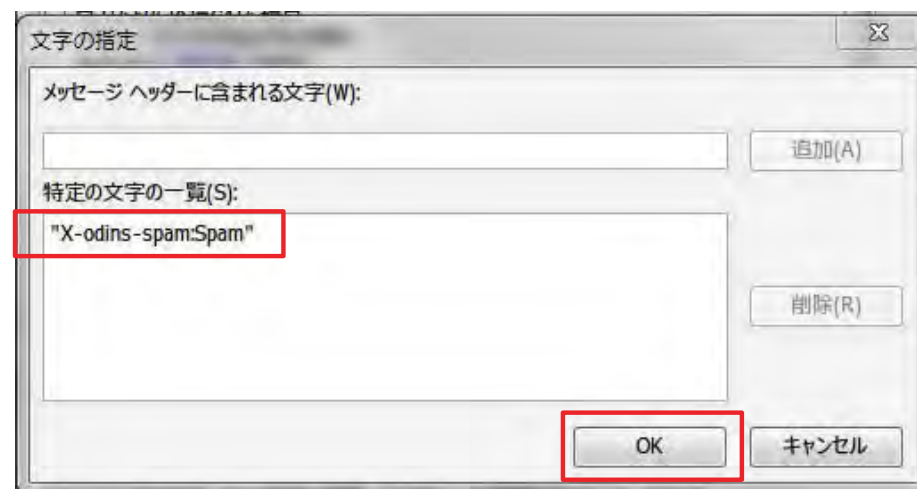 文字の指定
メッセージ ヘッダーに含まれる文字(W):
追加(A)
特定の文字の一覧(S):
"X-odins-spam:Spam"
削除(R)
OK
キャンセル